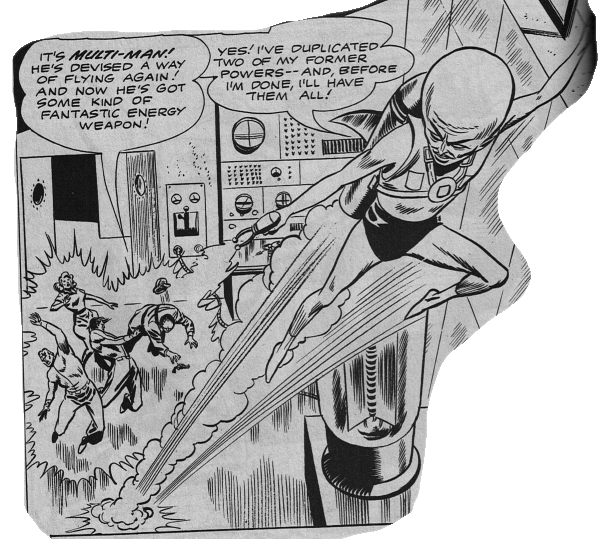 IT'S MULTI-MAN!
HE'S DEVISED A WAY
OF FLYING AGAIN!
AND NOW HE'S GOT
SOME KIND OF
FANTASTIC ENERGY
WEAPON!
YES! I'VE DUPLICATED
TWO OF MY FORMER
POWERS--AND, BEFORE
I'M DONE, I'LL HAVE
THEM ALL!